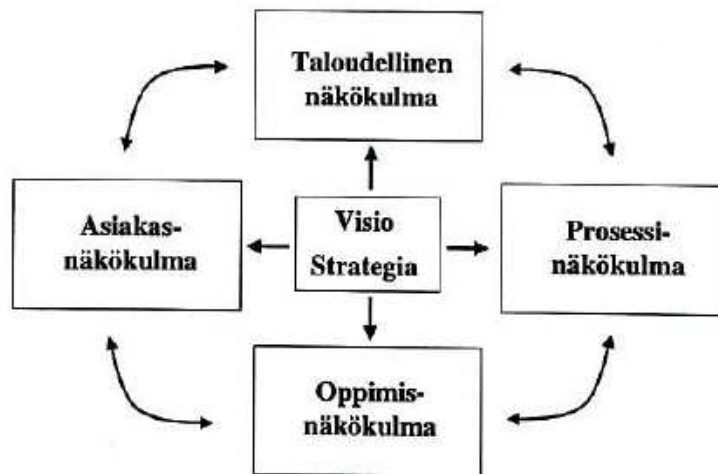 Taloudellinen
näkökulma
Asiakas-
näkökulma
Visio
Strategia
Prosessi-
näkökulma
Oppimis-
näkökulma